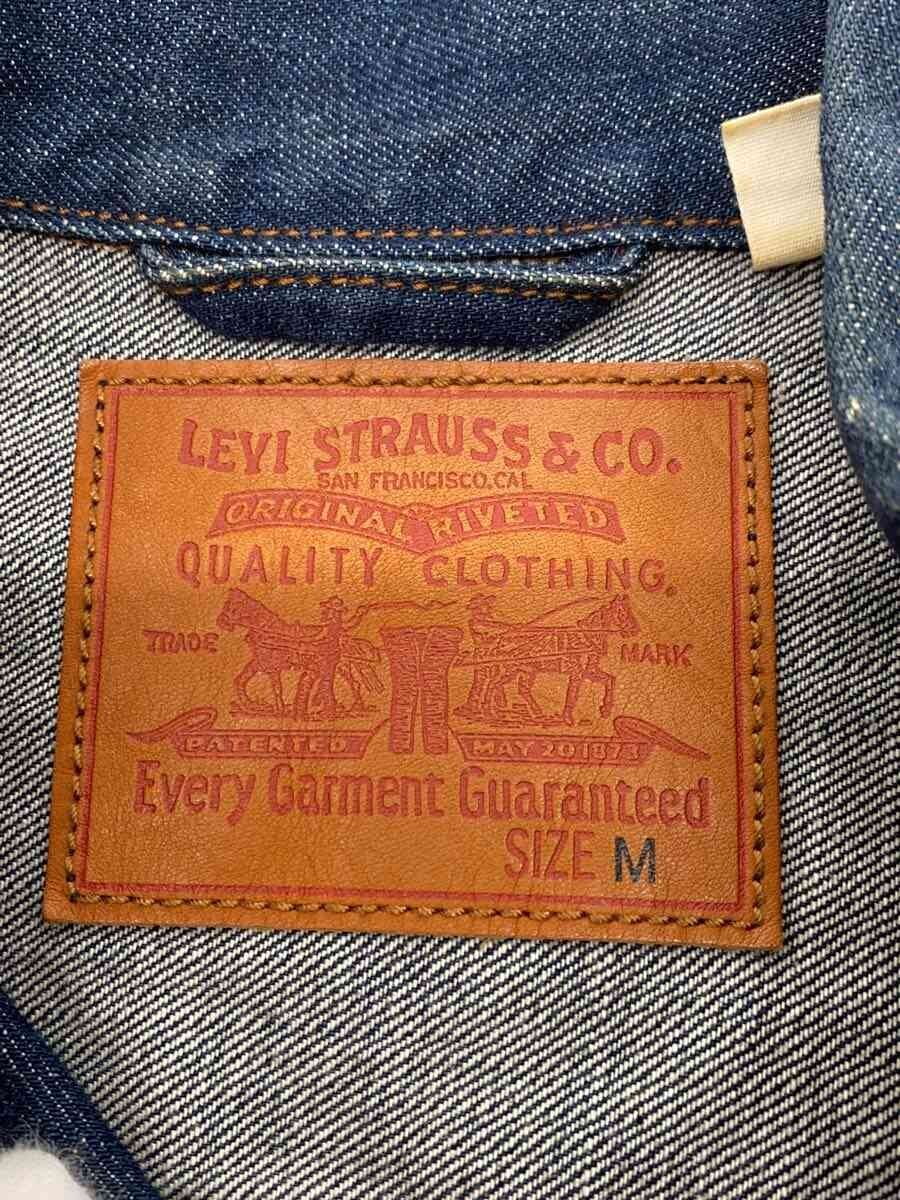 LEVI STRAUSS & CO.
SAN FRANCISCO.CAL
ORIGINAL RIVETED
QUALITY CLOTHING.
TRADE MARK
PATENTED MAY 20 1873
Every Garment Guaranteed
SIZE M